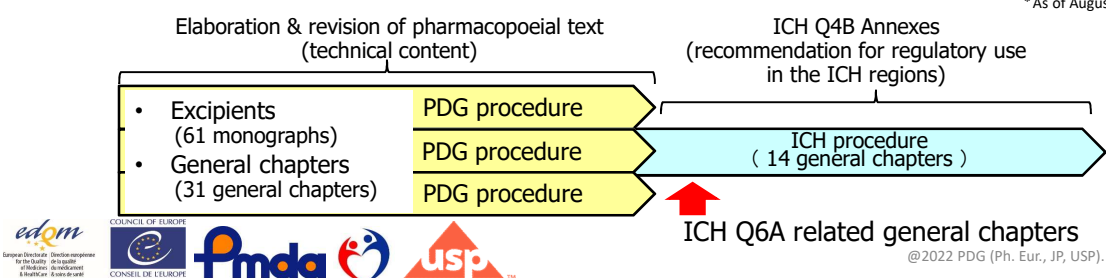 * As of Augus
Elaboration & revision of pharmacopoeial text
(technical content)
ICH Q4B Annexes
(recommendation for regulatory use
in the ICH regions)
• Excipients
(61 monographs)
• General chapters
(31 general chapters)
PDG procedure
PDG procedure
PDG procedure
ICH procedure
( 14 general chapters )
ICH Q6A related general chapters
@2022 PDG (Ph. Eur., JP, USP).
edqm
European Directorate
for the Quality
of Medicines
& HealthCare
Direction européenne
de la qualité
du médicament
& soins de santé
COUNCIL OF EUROPE
CONSEIL DE L'EUROPE
Pmda
usp
TM